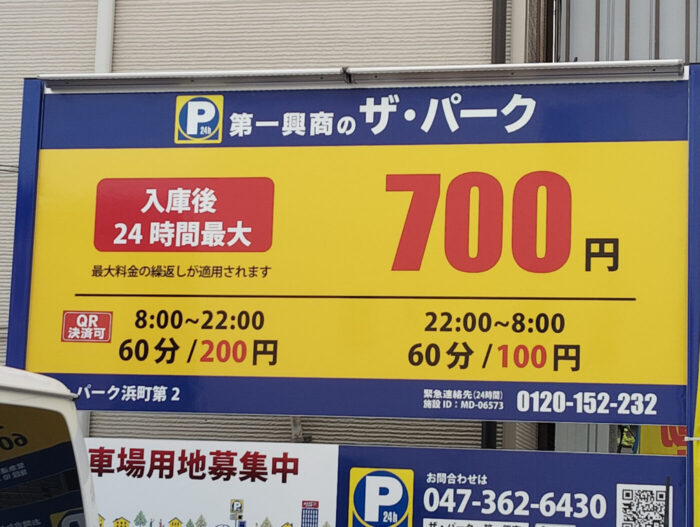 P 24h 第一興商のザ・パーク
入庫後
24時間最大
700円
最大料金の繰返しが適用されます
QR
決済可
8:00~22:00
60分/200円
22:00~8:00
60分/100円
パーク浜町第2
緊急連絡先(24時間)
施設ID:MD-06573
0120-152-232
車場用地募集中
P
お問合わせは
047-362-6430